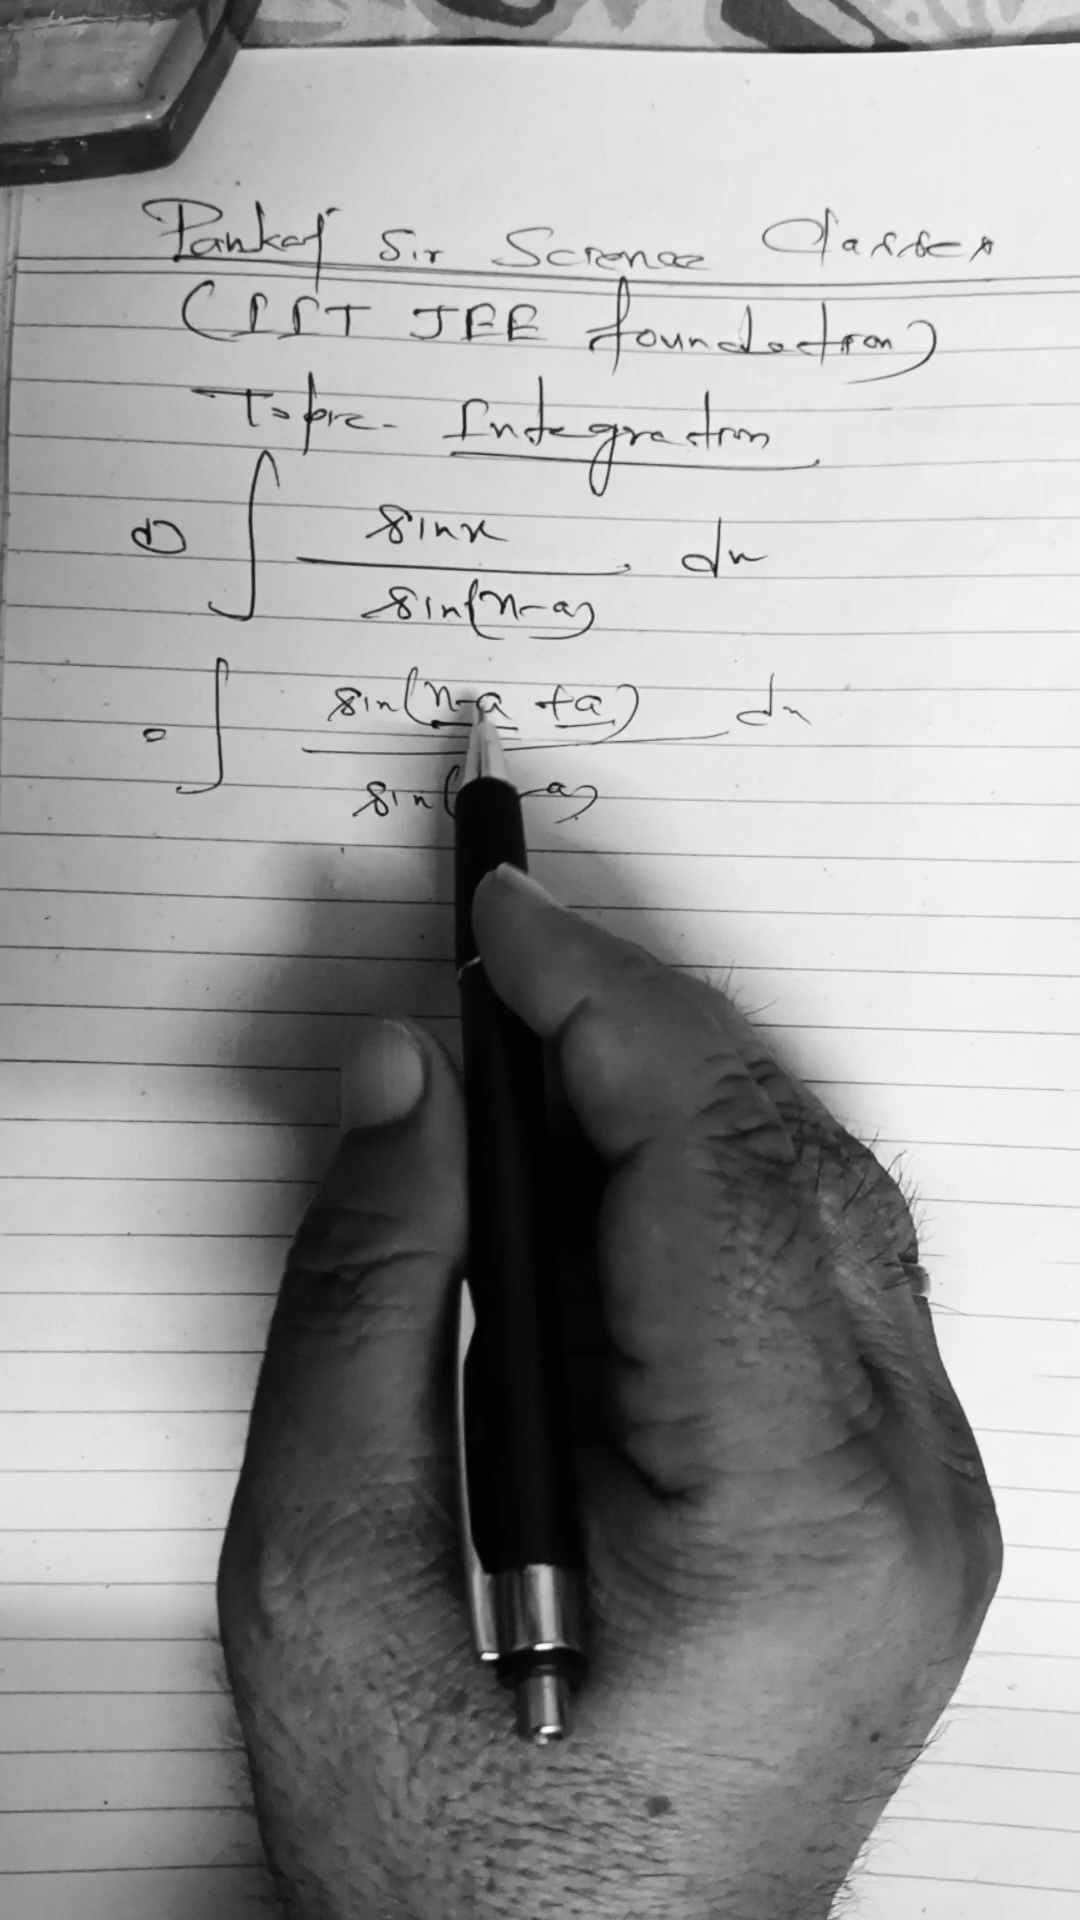 Pankaj Sir Science Classes
(IIT JEE foundation)
Topic - Integration
① ∫ sinx / sin(x-a) dx
= ∫ sin(x-a +a) / sin( -a) dx